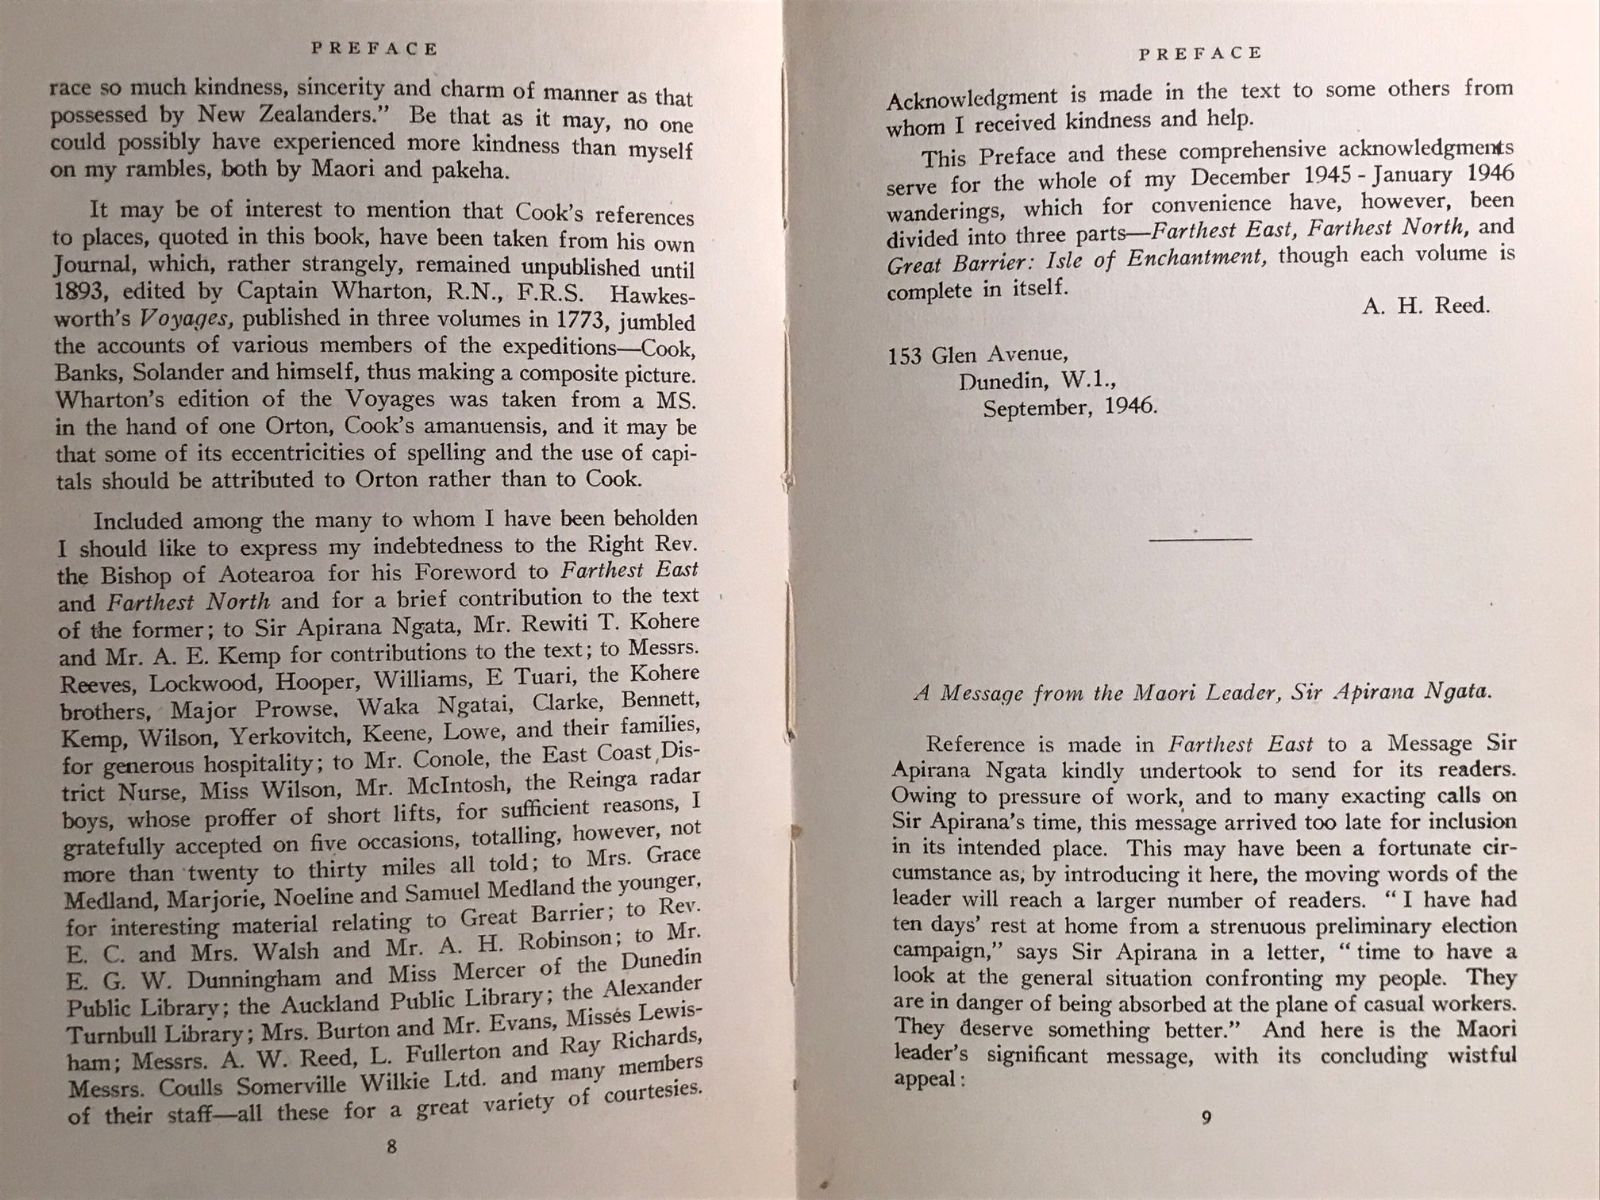 PREFACE
race so much kindness, sincerity and charm of manner as that
possessed by New Zealanders.” Be that as it may, no one
could possibly have experienced more kindness than myself
on my rambles, both by Maori and pakeha.
It may be of interest to mention that Cook’s references
to places, quoted in this book, have been taken from his own
Journal, which, rather strangely, remained unpublished until
1893, edited by Captain Wharton, R.N., F.R.S. Hawkes-
worth’s Voyages, published in three volumes in 1773, jumbled
the accounts of various members of the expeditions—Cook,
Banks, Solander and himself, thus making a composite picture.
Wharton’s edition of the Voyages was taken from a MS.
in the hand of one Orton, Cook’s amanuensis, and it may be
that some of its eccentricities of spelling and the use of capi-
tals should be attributed to Orton rather than to Cook.
Included among the many to whom I have been beholden
I should like to express my indebtedness to the Right Rev.
the Bishop of Aotearoa for his Foreword to Farthest East
and Farthest North and for a brief contribution to the text
of the former; to Sir Apirana Ngata, Mr. Rewiti T. Kohere
and Mr. A. E. Kemp for contributions to the text; to Messrs.
Reeves, Lockwood, Hooper, Williams, E Tuari, the Kohere
brothers, Major Prowse, Waka Ngatai, Clarke, Bennett,
Kemp, Wilson, Yerkovitch, Keene, Lowe, and their families,
for generous hospitality; to Mr. Conole, the East Coast Dis-
trict Nurse, Miss Wilson, Mr. McIntosh, the Reinga radar
boys, whose proffer of short lifts, for sufficient reasons, I
gratefully accepted on five occasions, totalling, however, not
more than twenty to thirty miles all told; to Mrs. Grace
Medland, Marjorie, Noeline and Samuel Medland the younger,
for interesting material relating to Great Barrier; to Rev.
E. C. and Mrs. Walsh and Mr. A. H. Robinson; to Mr.
E. G. W. Dunningham and Miss Mercer of the Dunedin
Public Library; the Auckland Public Library; the Alexander
Turnbull Library; Mrs. Burton and Mr. Evans, Misses Lewis-
ham; Messrs. A. W. Reed, L. Fullerton and Ray Richards,
Messrs. Coulls Somerville Wilkie Ltd. and many members
of their staff—all these for a great variety of courtesies.
8
PREFACE
Acknowledgment is made in the text to some others from
whom I received kindness and help.
This Preface and these comprehensive acknowledgments
serve for the whole of my December 1945 - January 1946
wanderings, which for convenience have, however, been
divided into three parts—Farthest East, Farthest North, and
Great Barrier: Isle of Enchantment, though each volume is
complete in itself.
A. H. Reed.
153 Glen Avenue,
Dunedin, W.1.,
September, 1946.
A Message from the Maori Leader, Sir Apirana Ngata.
Reference is made in Farthest East to a Message Sir
Apirana Ngata kindly undertook to send for its readers.
Owing to pressure of work, and to many exacting calls on
Sir Apirana’s time, this message arrived too late for inclusion
in its intended place. This may have been a fortunate cir-
cumstance as, by introducing it here, the moving words of the
leader will reach a larger number of readers. “I have had
ten days’ rest at home from a strenuous preliminary election
campaign,” says Sir Apirana in a letter, “time to have a
look at the general situation confronting my people. They
are in danger of being absorbed at the plane of casual workers.
They deserve something better.” And here is the Maori
leader’s significant message, with its concluding wistful
appeal:
9